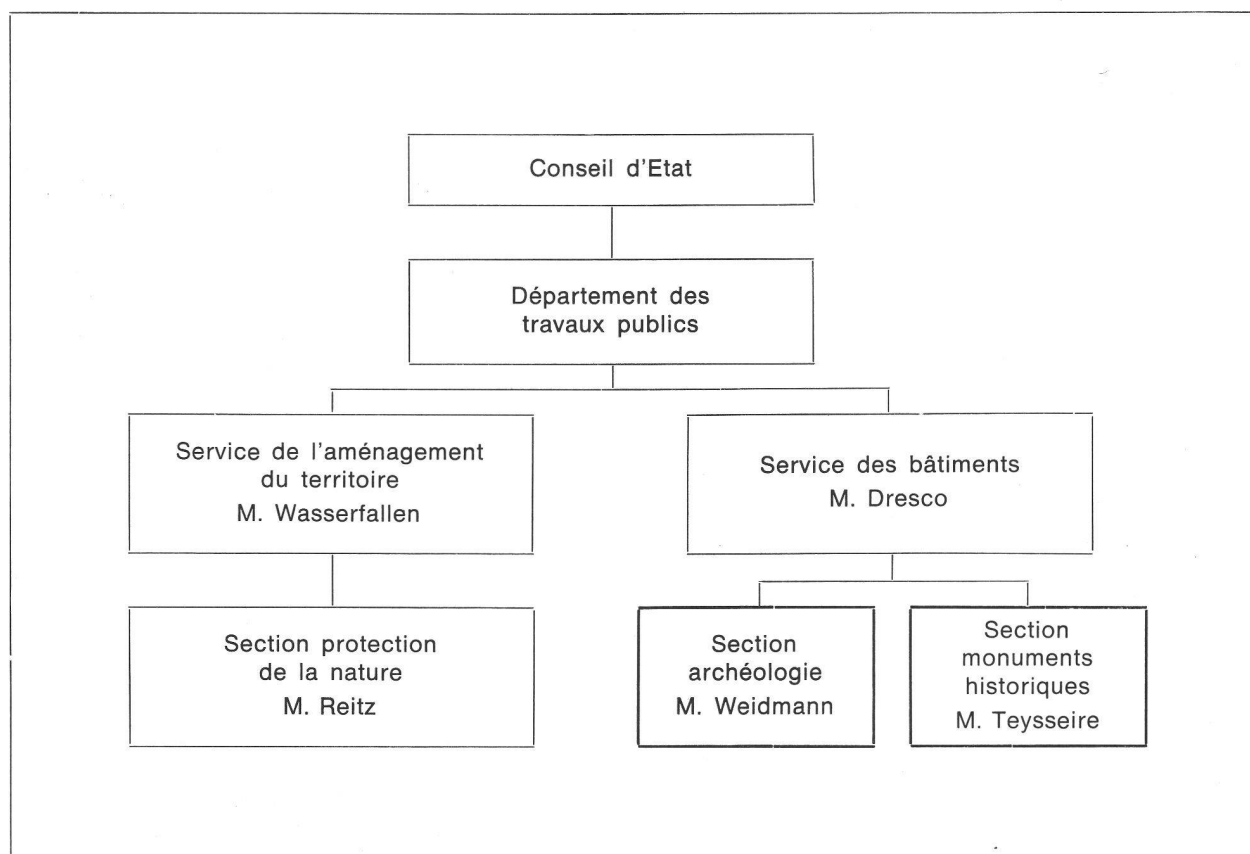 Conseil d'Etat
Département des
travaux publics
Service de l'aménagement
du territoire
M. Wasserfallen
Service des bâtiments
M. Dresco
Section protection
de la nature
M. Reitz
Section
archéologie
M. Weidmann
Section
monuments
historiques
M. Teysseire